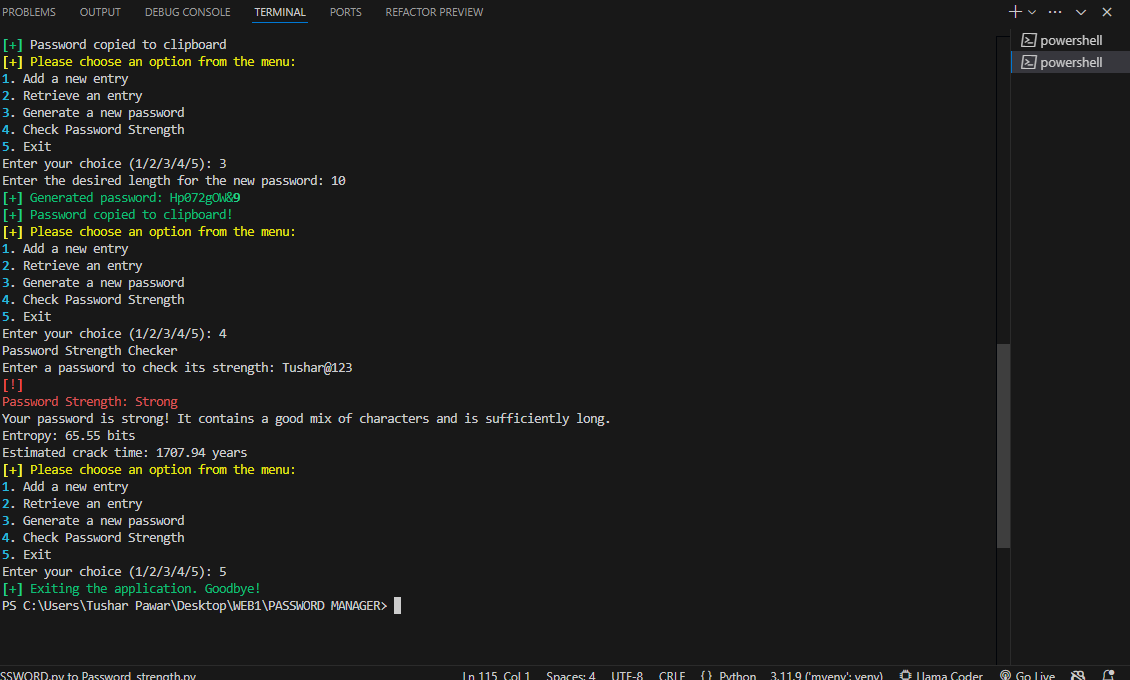 PROBLEMS OUTPUT DEBUG CONSOLE TERMINAL PORTS REFACTOR PREVIEW
[+] Password copied to clipboard
[+] Please choose an option from the menu:
1. Add a new entry
2. Retrieve an entry
3. Generate a new password
4. Check Password Strength
5. Exit
Enter your choice (1/2/3/4/5): 3
Enter the desired length for the new password: 10
[+] Generated password: Hp072gOW&9
[+] Password copied to clipboard!
[+] Please choose an option from the menu:
1. Add a new entry
2. Retrieve an entry
3. Generate a new password
4. Check Password Strength
5. Exit
Enter your choice (1/2/3/4/5): 4
Password Strength Checker
Enter a password to check its strength: Tushar@123
[!]
Password Strength: Strong
Your password is strong! It contains a good mix of characters and is sufficiently long.
Entropy: 65.55 bits
Estimated crack time: 1707.94 years
[+] Please choose an option from the menu:
1. Add a new entry
2. Retrieve an entry
3. Generate a new password
4. Check Password Strength
5. Exit
Enter your choice (1/2/3/4/5): 5
[+] Exiting the application. Goodbye!
PS C:\Users\Tushar Pawar\Desktop\WEB1\PASSWORD MANAGER>
powershell
powershell
SSWORD.py to Password_strength.py Ln 115, Col 1 Spaces: 4 UTF-8 CRLF {} Python 3.11.9 ('myenv': venv) Llama Coder Go Live